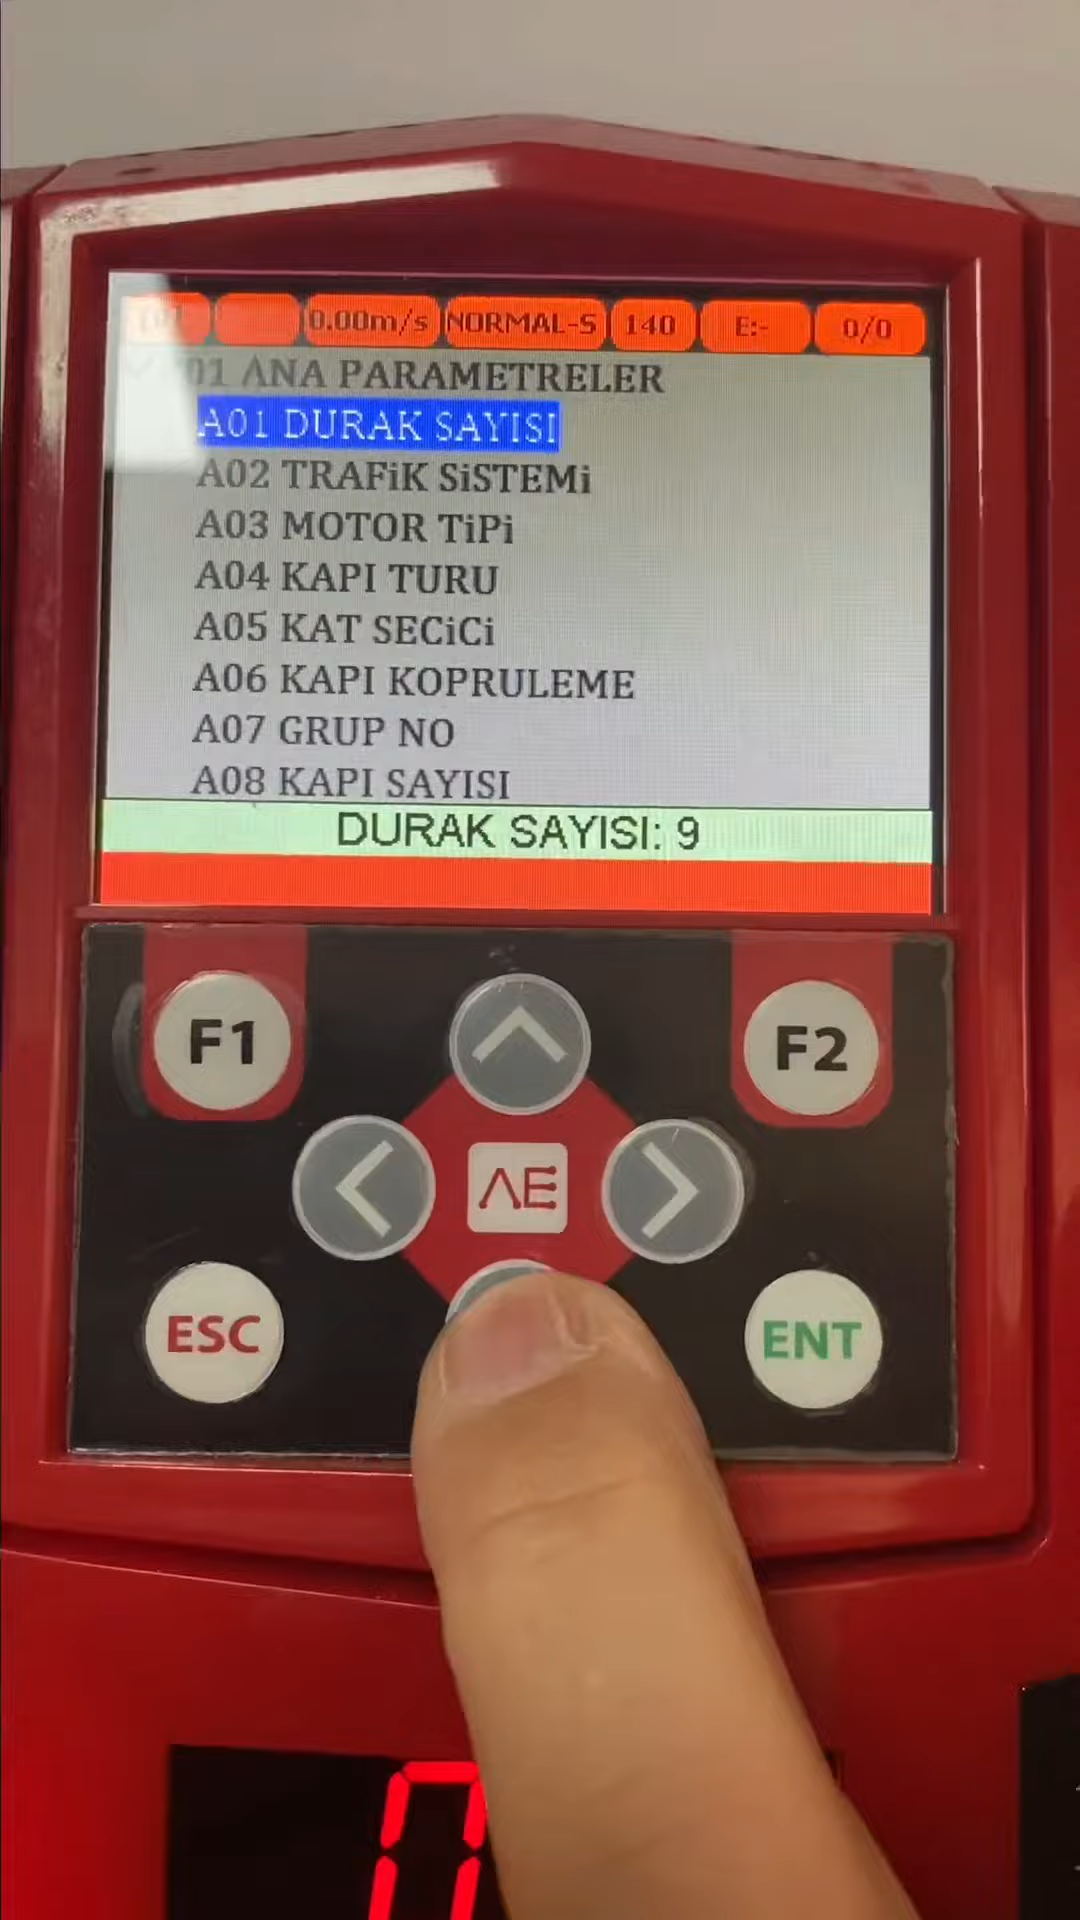 0.00m/s NORMAL-S 140 E:- 0/0
01 ANA PARAMETRELER
A01 DURAK SAYISI
A02 TRAFiK SiSTEMi
A03 MOTOR TiPi
A04 KAPI TURU
A05 KAT SECiCi
A06 KAPI KOPRULEME
A07 GRUP NO
A08 KAPI SAYISI
DURAK SAYISI: 9
F1
F2
AE
ESC
ENT